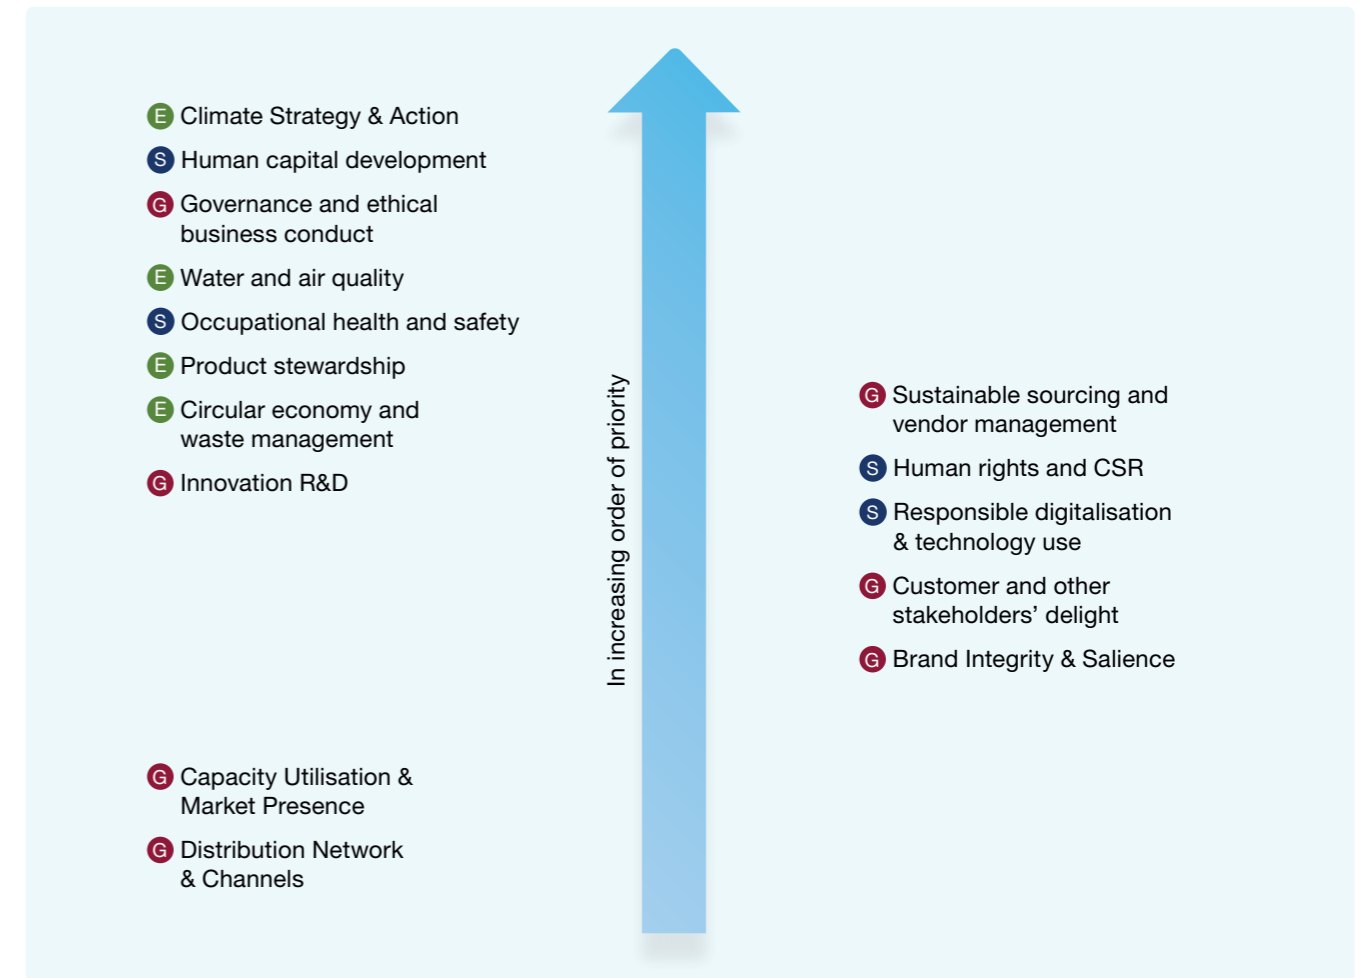 E Climate Strategy & Action
S Human capital development
G Governance and ethical
business conduct
E Water and air quality
S Occupational health and safety
E Product stewardship
E Circular economy and
waste management
G Innovation R&D
G Capacity Utilisation &
Market Presence
G Distribution Network
& Channels
In increasing order of priority
G Sustainable sourcing and
vendor management
S Human rights and CSR
S Responsible digitalisation
& technology use
G Customer and other
stakeholders’ delight
G Brand Integrity & Salience